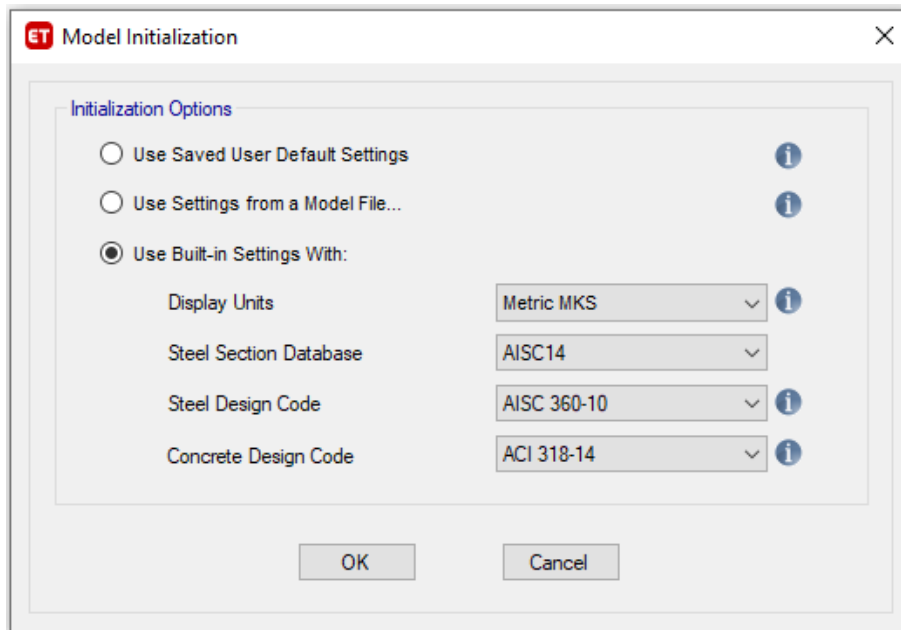 ET Model Initialization
Initialization Options
Use Saved User Default Settings
Use Settings from a Model File...
Use Built-in Settings With:
Display Units Metric MKS
Steel Section Database AISC14
Steel Design Code AISC 360-10
Concrete Design Code ACI 318-14
OK Cancel